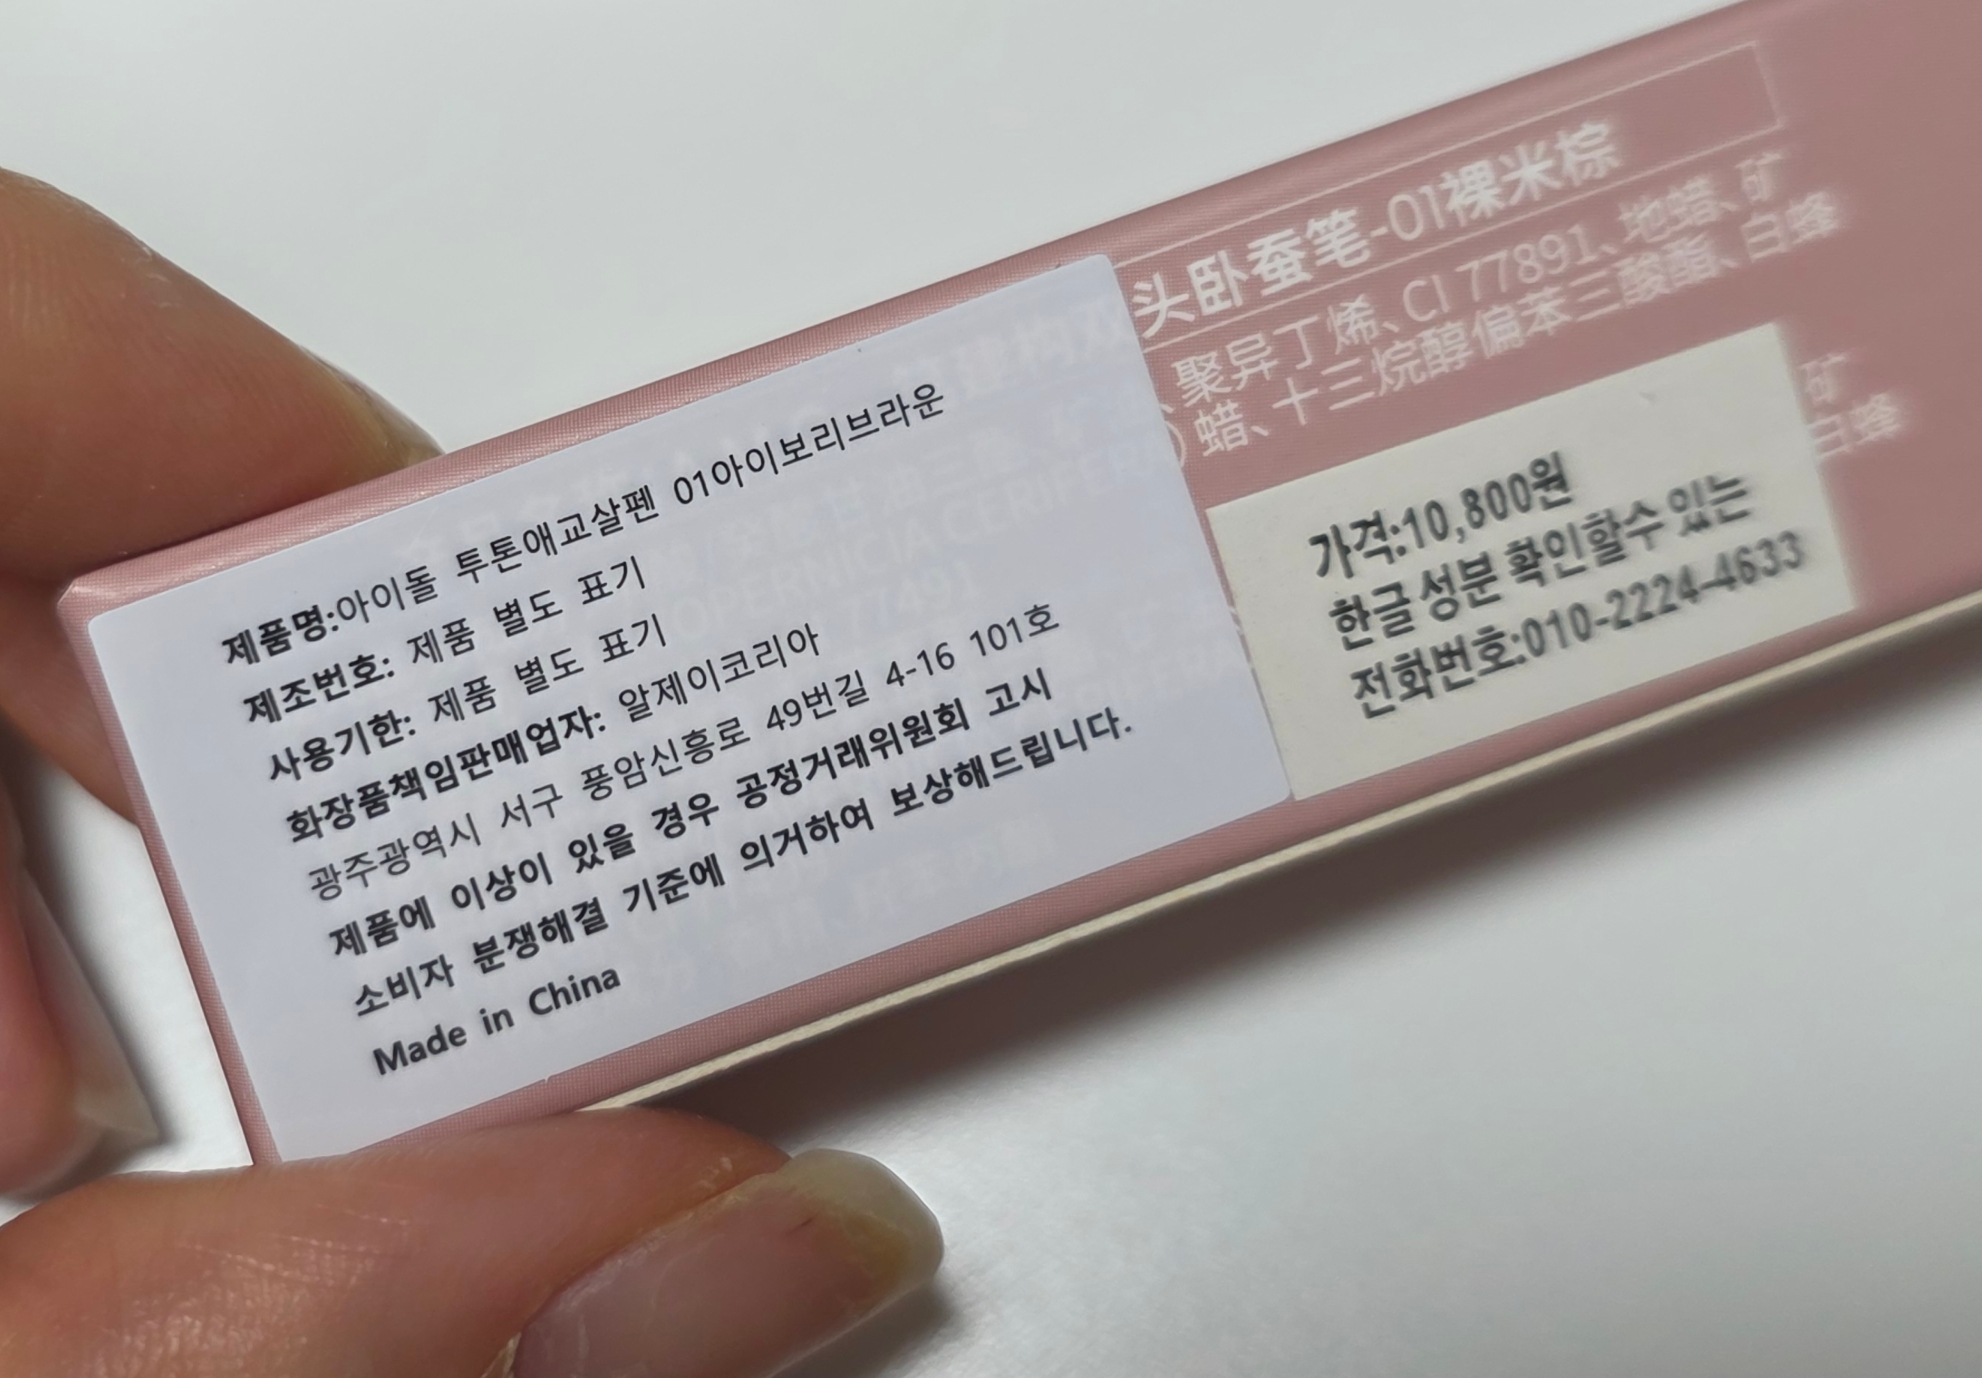 头卧蚕笔-01裸米棕
聚异丁烯、CI 77891、地蜡、矿
蜡、十三烷醇偏苯三酸酯、白蜂
제품명:아이돌 투톤애교살펜 01아이보리브라운
제조번호: 제품 별도 표기
사용기한: 제품 별도 표기
화장품책임판매업자: 알제이코리아
광주광역시 서구 풍암신흥로 49번길 4-16 101호
제품에 이상이 있을 경우 공정거래위원회 고시
소비자 분쟁해결 기준에 의거하여 보상해드립니다.
Made in China
가격:10,800원
한글성분 확인할수 있는
전화번호:010-2224-4633
矿
白蜂